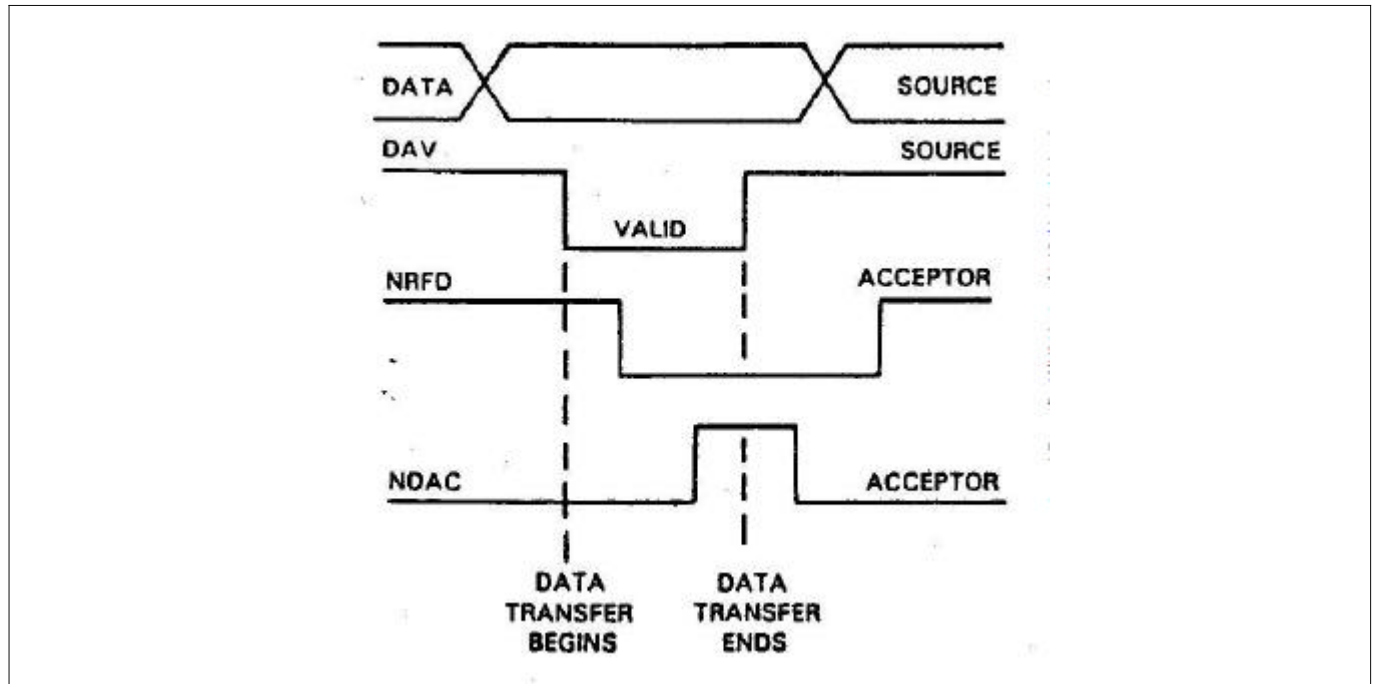 DATA SOURCE
DAV SOURCE
VALID
NRFD ACCEPTOR
NDAC ACCEPTOR
DATA TRANSFER BEGINS
DATA TRANSFER ENDS